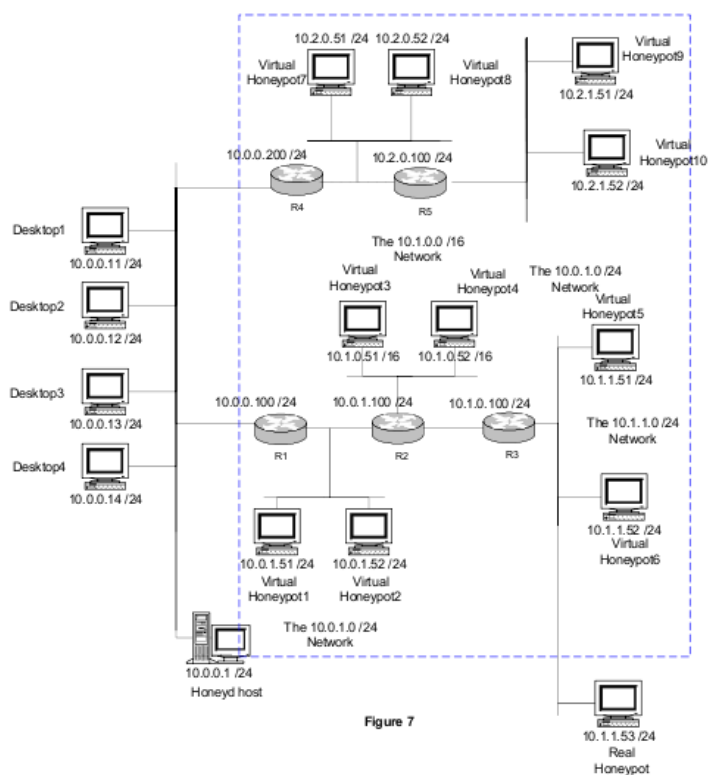 10.2.0.51 /24
10.2.0.52 /24
Virtual
Honeypot7
Virtual
Honeypot8
Virtual
Honeypot9
10.2.1.51 /24
Virtual
Honeypot10
10.2.1.52/24
10.0.0.200 /24
10.2.0.100 /24
R4
R5
Desktop1
10.0.0.11 /24
Desktop2
10.0.0.12 /24
Desktop3
10.0.0.13 /24
Desktop4
10.0.0.14 /24
The 10.1.0.0 /16
Network
Virtual
Honeypot3
Virtual
Honeypot4
10.1.0.51 /16
10.1.0.52 /16
The 10.0.1.0 /24
Network
Virtual
Honeypot5
10.1.1.51 /24
10.0.0.100 /24
10.0.1.100 /24
10.1.0.100 /24
R1
R2
R3
The 10.1.1.0 /24
Network
10.1.1.52 /24
Virtual
Honeypot6
10.0.1.51 /24
Virtual
Honeypot1
10.0.1.52 /24
Virtual
Honeypot2
The 10.0.1.0 /24
Network
10.0.0.1 /24
Honeyd host
10.1.1.53 /24
Real
Honeypot
Figure 7